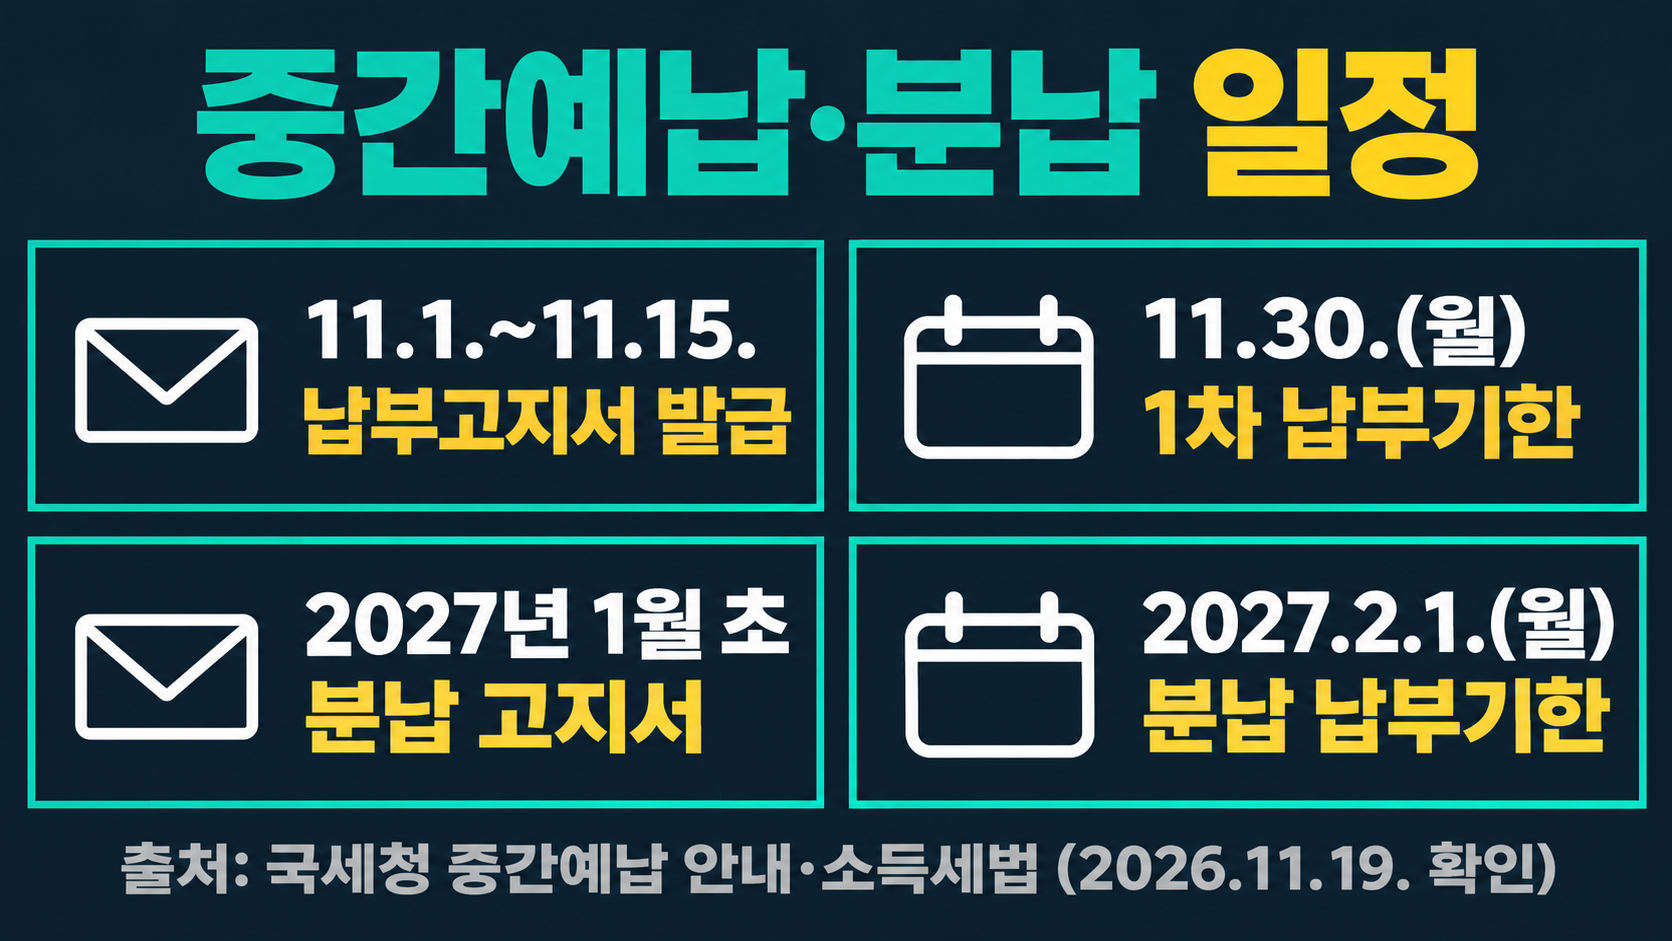 중간예납·분납 일정
11.1.~11.15.
납부고지서 발급
11.30.(월)
1차 납부기한
2027년 1월 초
분납 고지서
2027.2.1.(월)
분납 납부기한
출처: 국세청 중간예납 안내·소득세법 (2026.11.19. 확인)